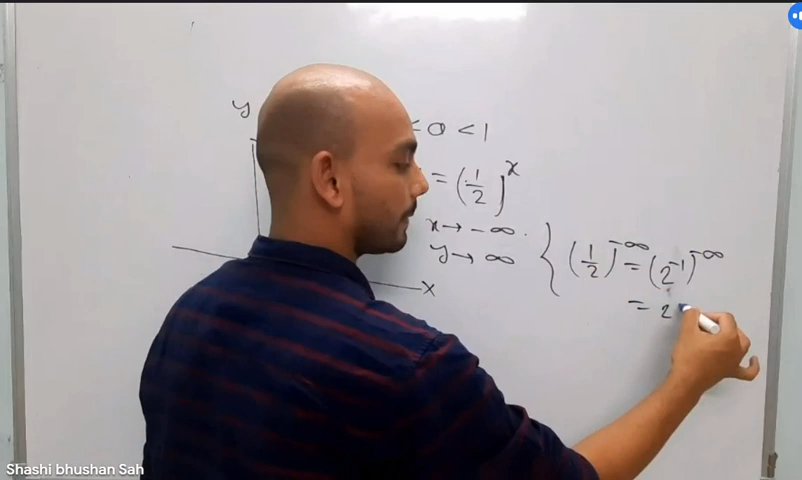 y
< 0 < 1
= (1/2)^x
x → -∞.
y → ∞
{ (1/2)^-∞ = (2^-1)^-∞
= 2
x
Shashi bhushan Sah